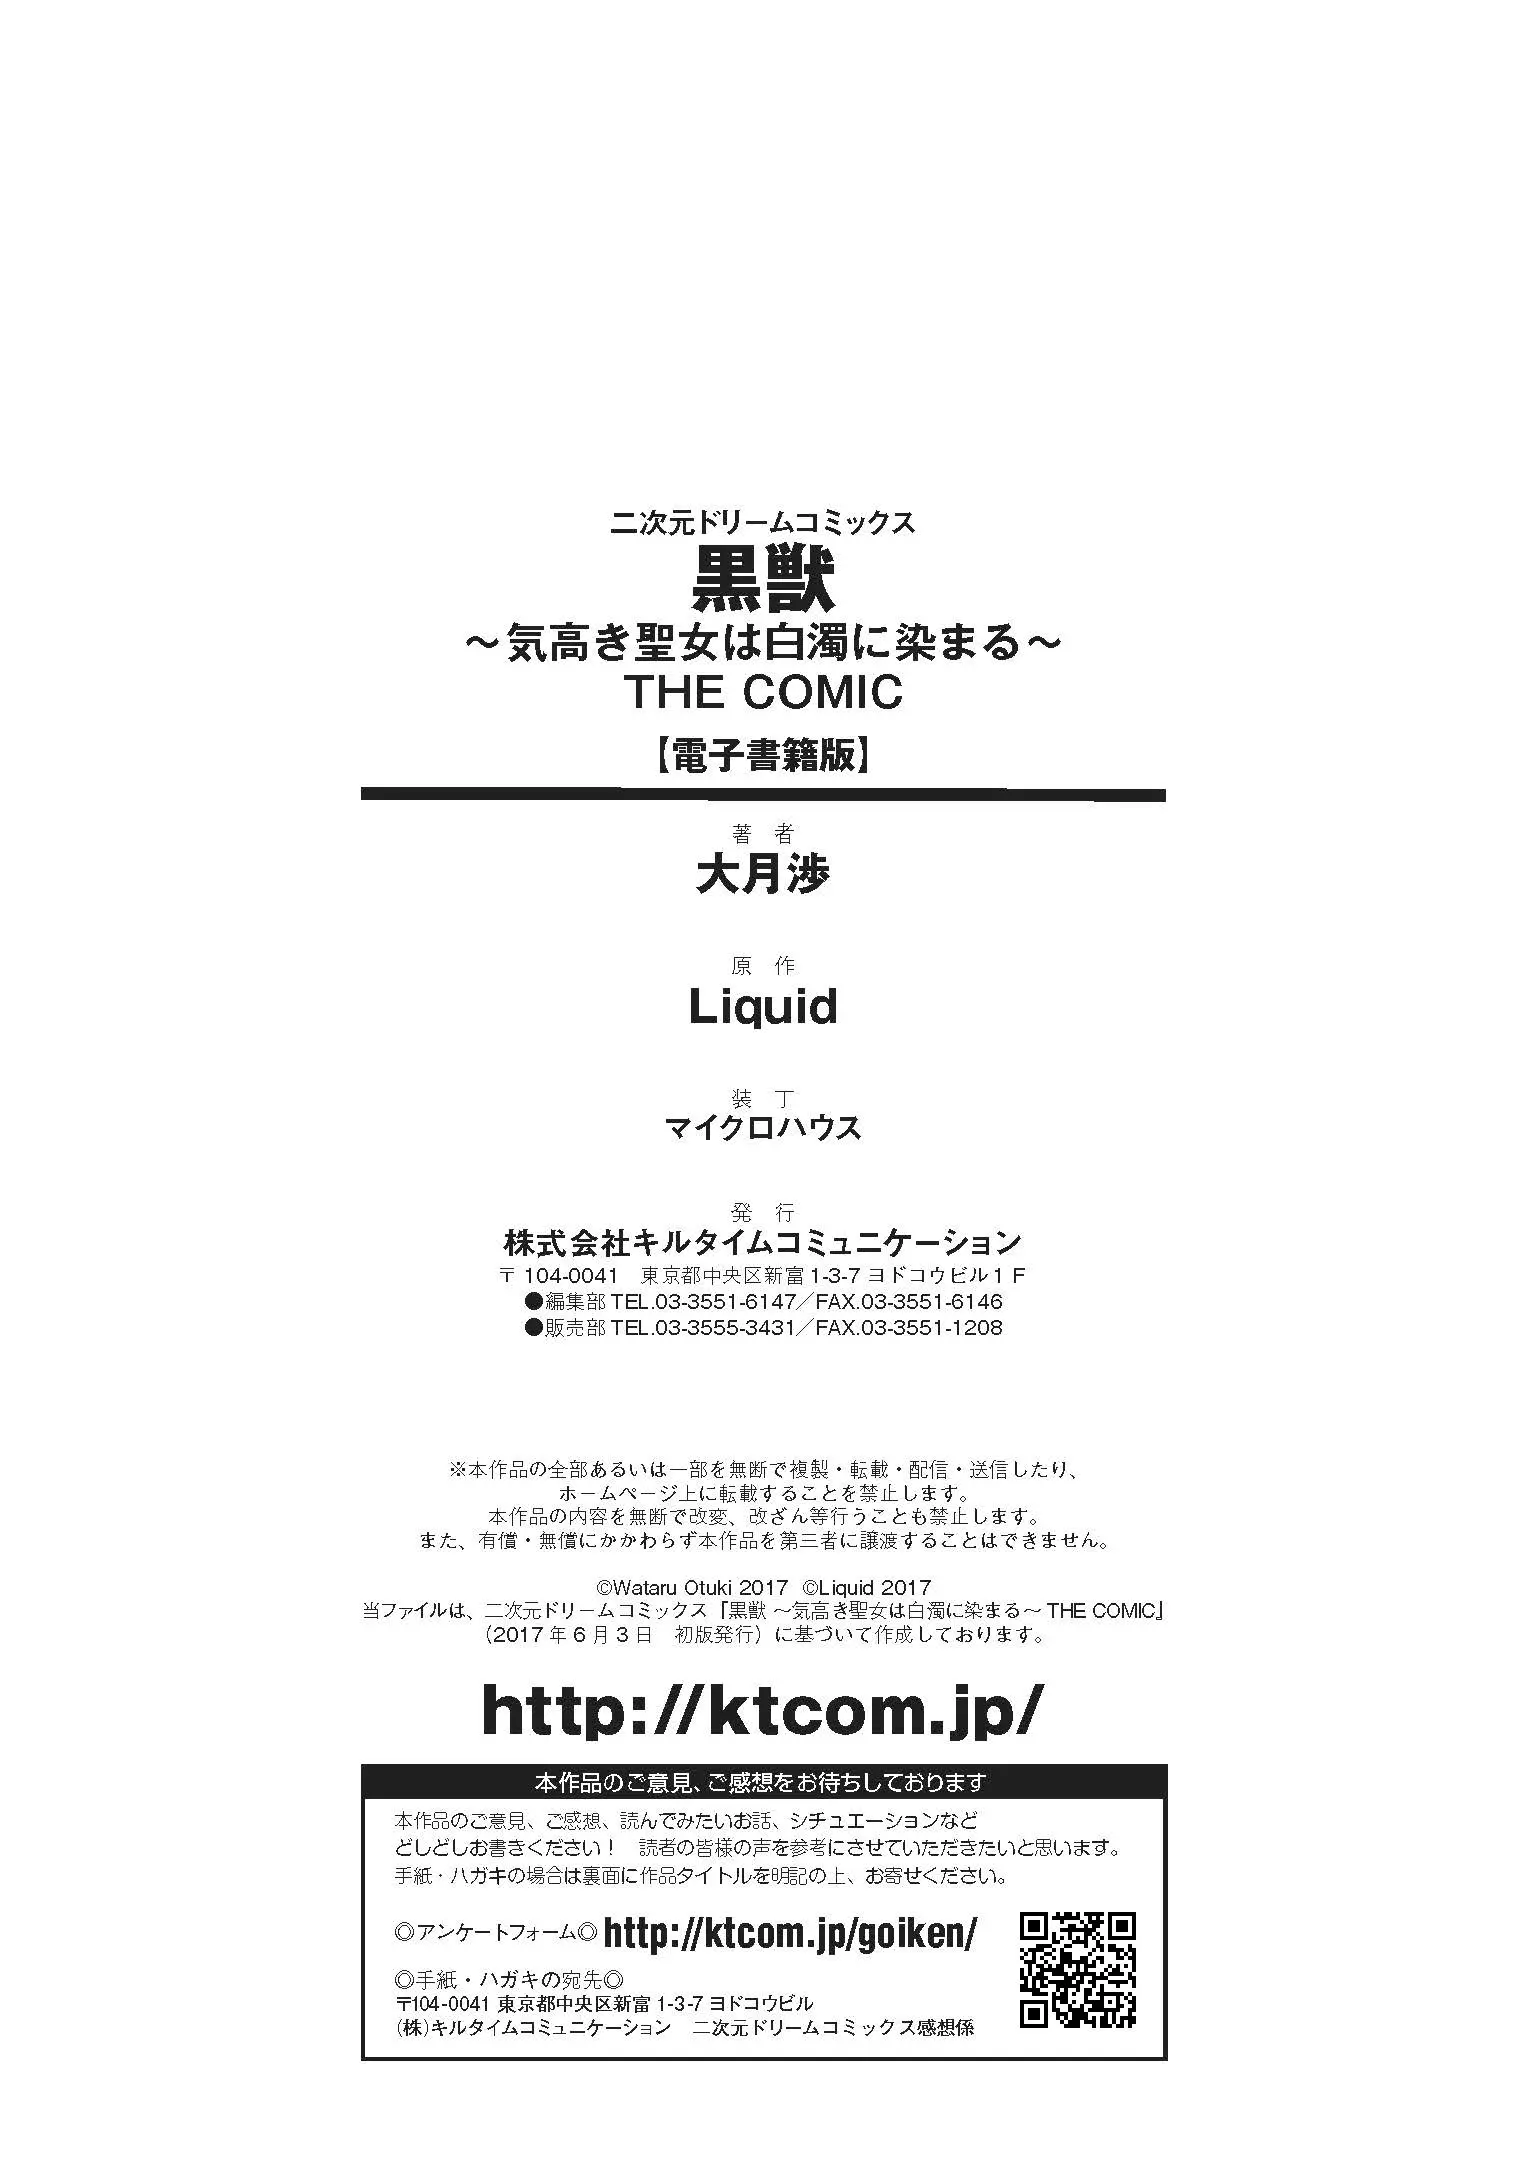 二次元ドリームコミックス
黒獣
～気高き聖女は白濁に染まる～
THE COMIC
【電子書籍版】
著　者
大月渉
原　作
Liquid
装　丁
マイクロハウス
発　行
株式会社キルタイムコミュニケーション
〒104-0041　東京都中央区新富1-3-7 ヨドコウビル1F
●編集部 TEL.03-3551-6147／FAX.03-3551-6146
●販売部 TEL.03-3555-3431／FAX.03-3551-1208
※本作品の全部あるいは一部を無断で複製・転載・配信・送信したり、
ホームページ上に転載することを禁止します。
本作品の内容を無断で改変、改ざん等行うことも禁止します。
また、有償・無償にかかわらず本作品を第三者に譲渡することはできません。
©Wataru Otuki 2017　©Liquid 2017
当ファイルは、二次元ドリームコミックス『黒獣 ～気高き聖女は白濁に染まる～ THE COMIC』
（2017年6月3日　初版発行）に基づいて作成しております。
http://ktcom.jp/
本作品のご意見、ご感想をお待ちしております
本作品のご意見、ご感想、読んでみたいお話、シチュエーションなど
どしどしお書きください！　読者の皆様の声を参考にさせていただきたいと思います。
手紙・ハガキの場合は裏面に作品タイトルを明記の上、お寄せください。
◎アンケートフォーム◎ http://ktcom.jp/goiken/
◎手紙・ハガキの宛先◎
〒104-0041 東京都中央区新富1-3-7 ヨドコウビル
(株)キルタイムコミュニケーション　二次元ドリームコミックス感想係